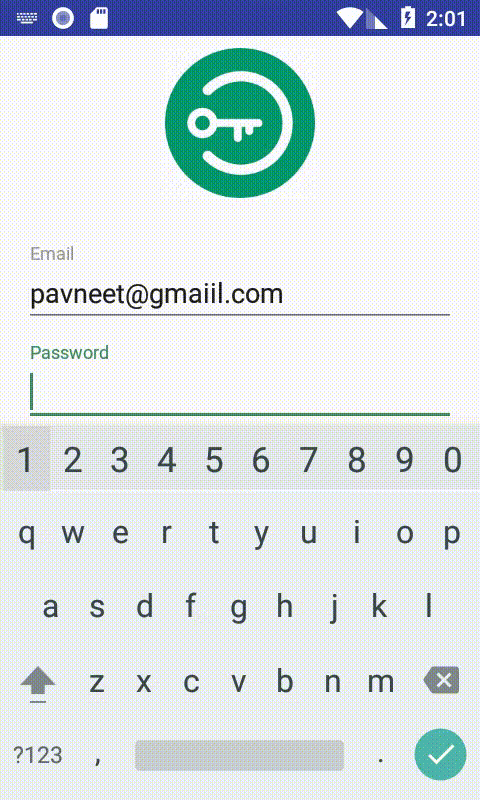 2:01
Email
pavneet@gmaiil.com
Password
1 2 3 4 5 6 7 8 9 0
q w e r t y u i o p
a s d f g h j k l
z x c v b n m
?123 , .